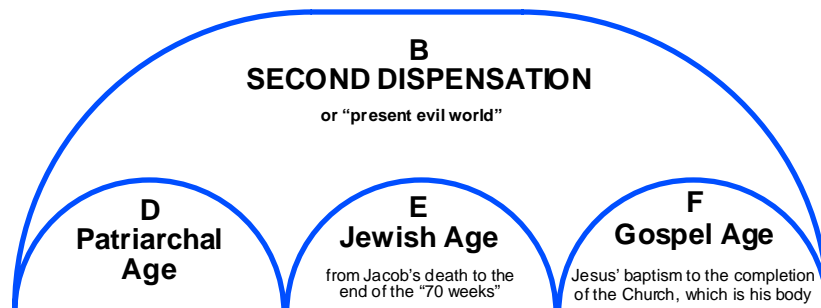 B
SECOND DISPENSATION
or “present evil world”
D
Patriarchal
Age
E
Jewish Age
from Jacob’s death to the
end of the “70 weeks”
F
Gospel Age
Jesus’ baptism to the completion
of the Church, which is his body